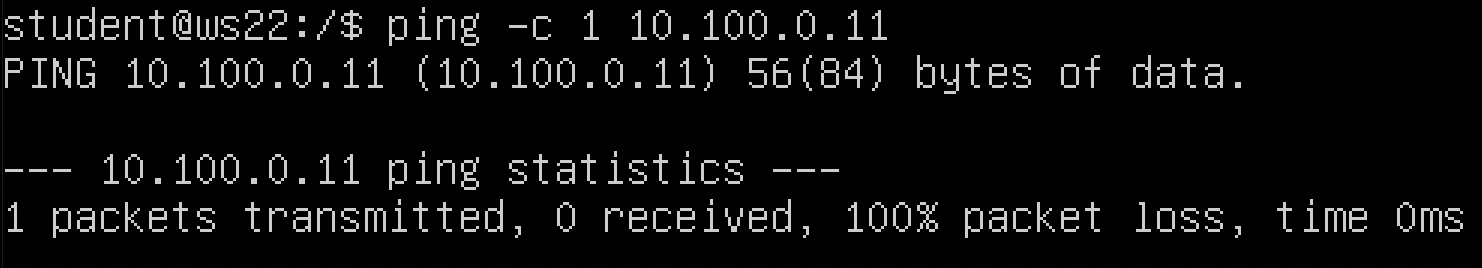 student@ws22:/$ ping -c 1 10.100.0.11
PING 10.100.0.11 (10.100.0.11) 56(84) bytes of data.
--- 10.100.0.11 ping statistics ---
1 packets transmitted, 0 received, 100% packet loss, time 0ms